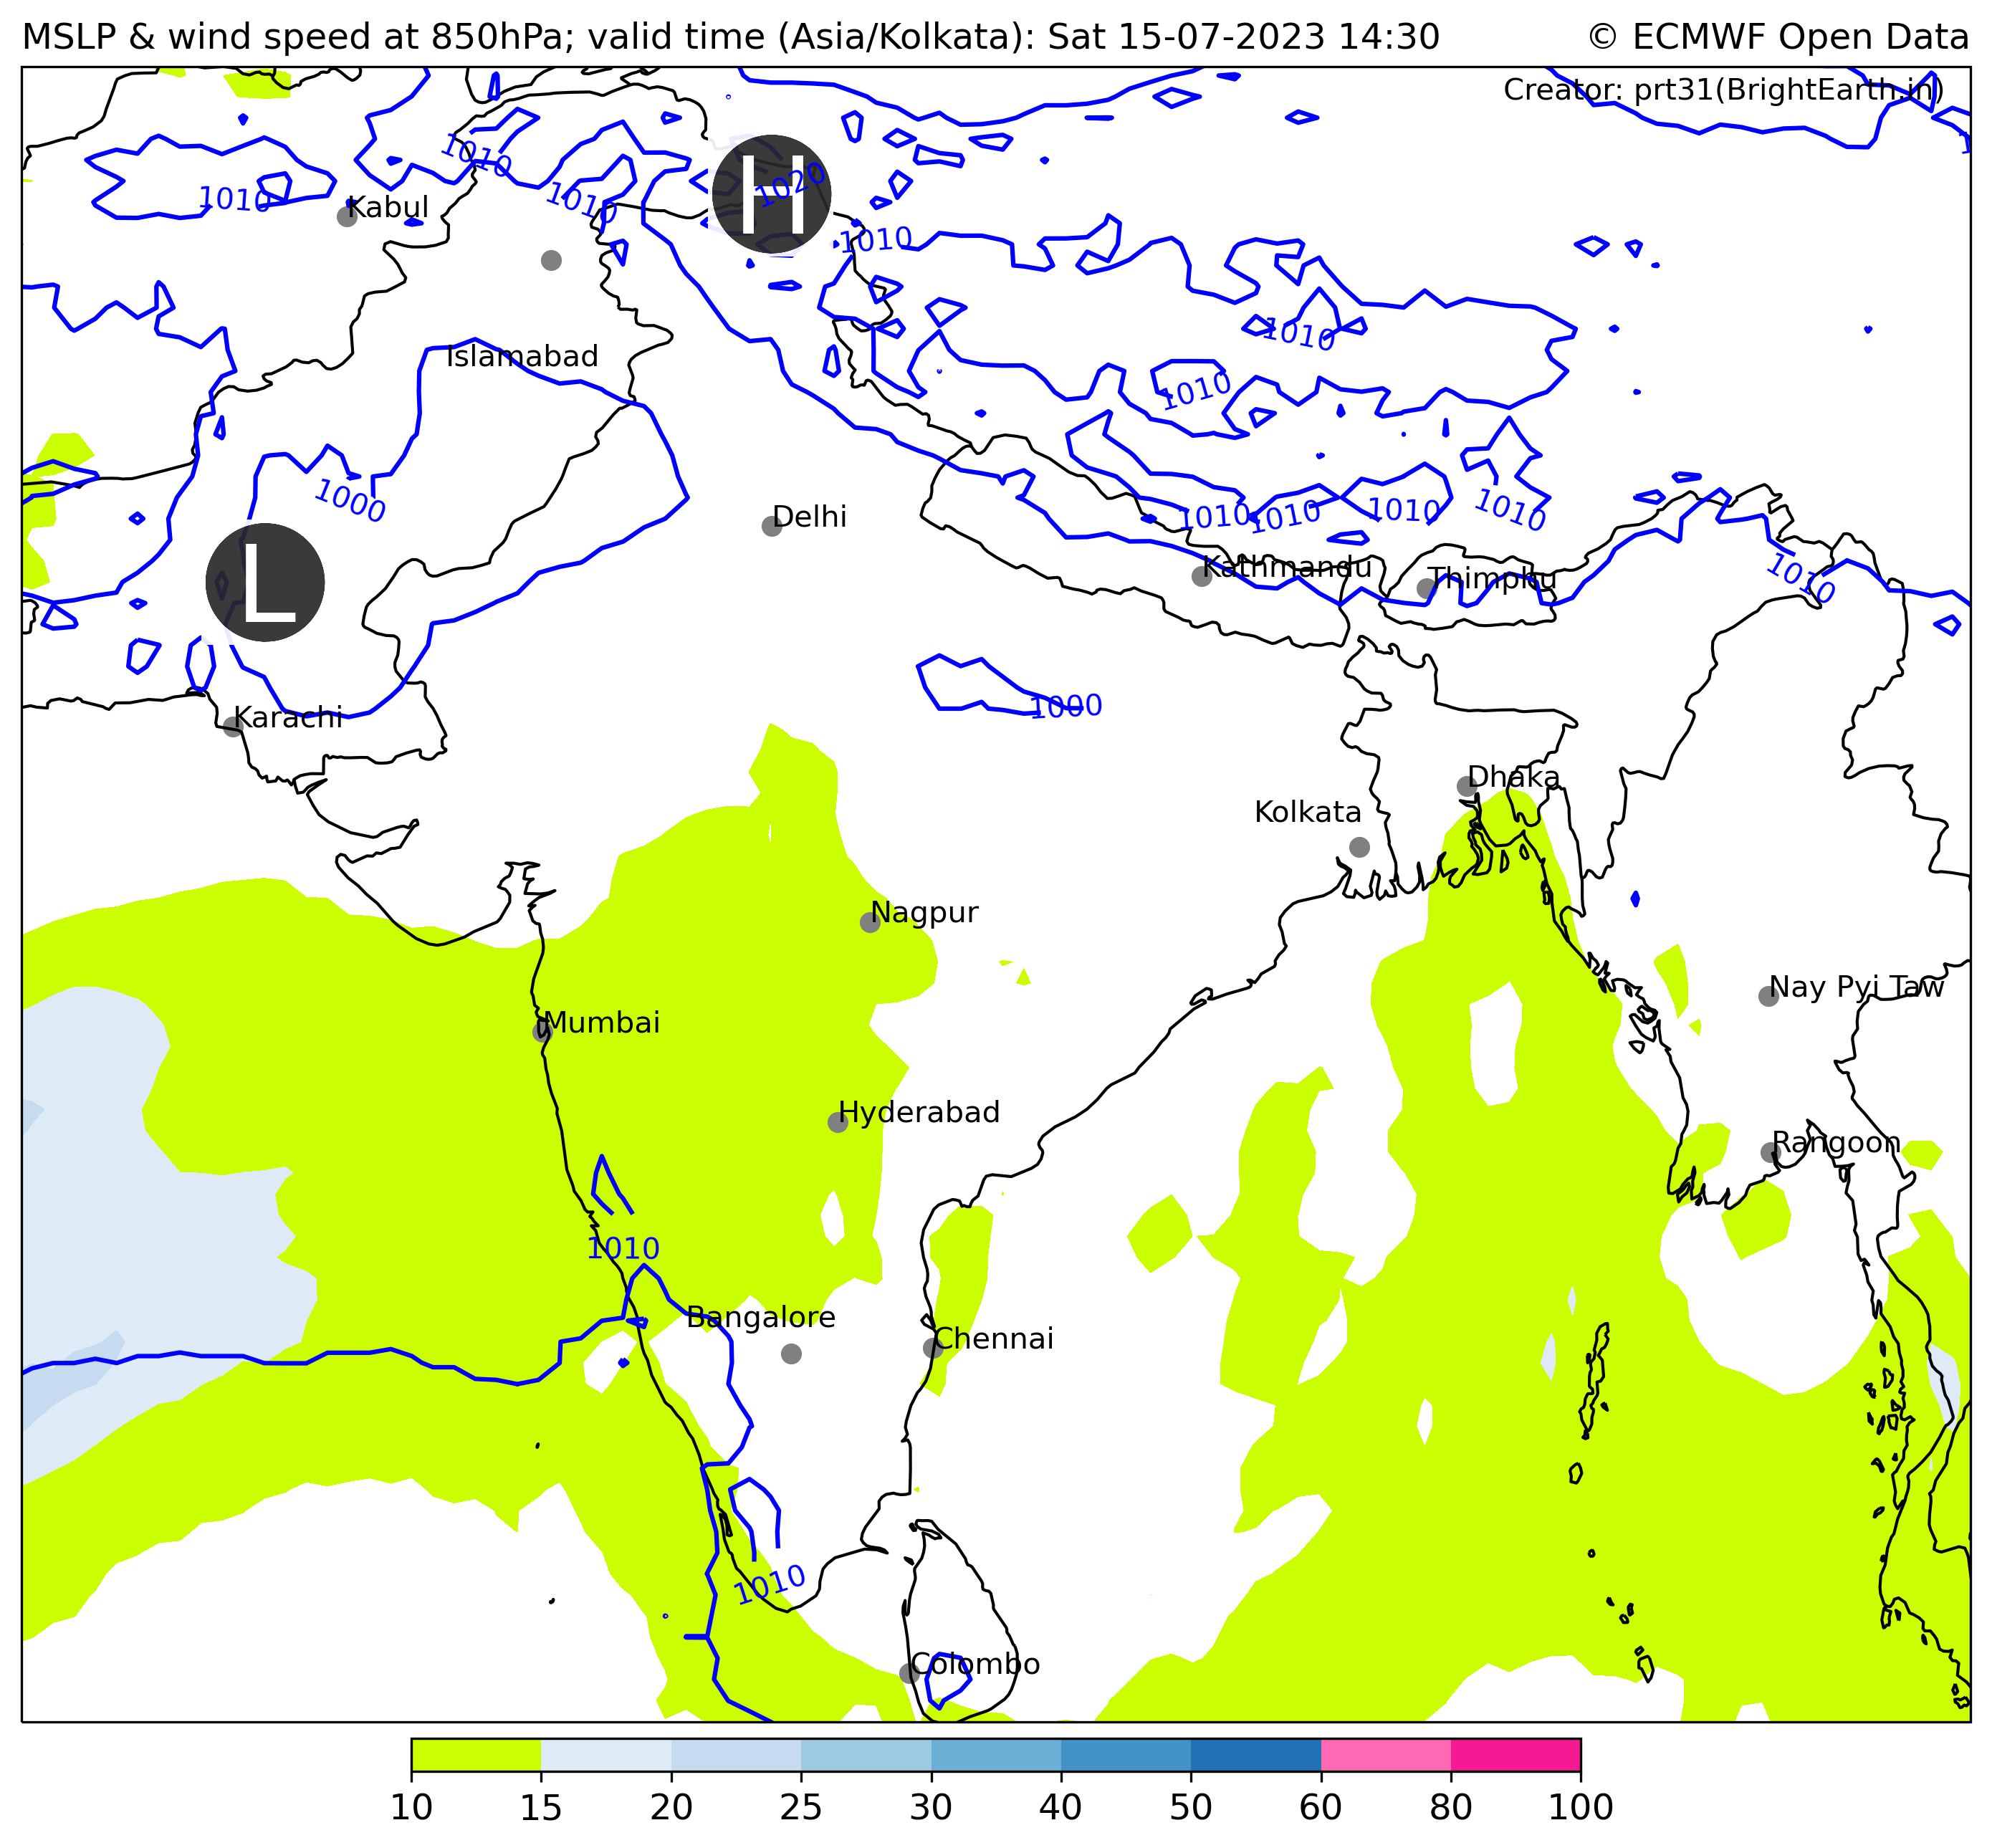 MSLP & wind speed at 850hPa; valid time (Asia/Kolkata): Sat 15-07-2023 14:30
© ECMWF Open Data
Creator: prt31(BrightEarth.in)
1010
H
1020
1010
Kabul
1010
1010
1010
Islamabad
1010
1000
1010
1010
1010
1010
1010
Delhi
L
Kathmandu
Thimphu
1010
1000
Karachi
Dhaka
Kolkata
Nagpur
Nay Pyi Taw
Mumbai
Hyderabad
Rangoon
1010
Bangalore
Chennai
1010
Colombo
10 15 20 25 30 40 50 60 80 100